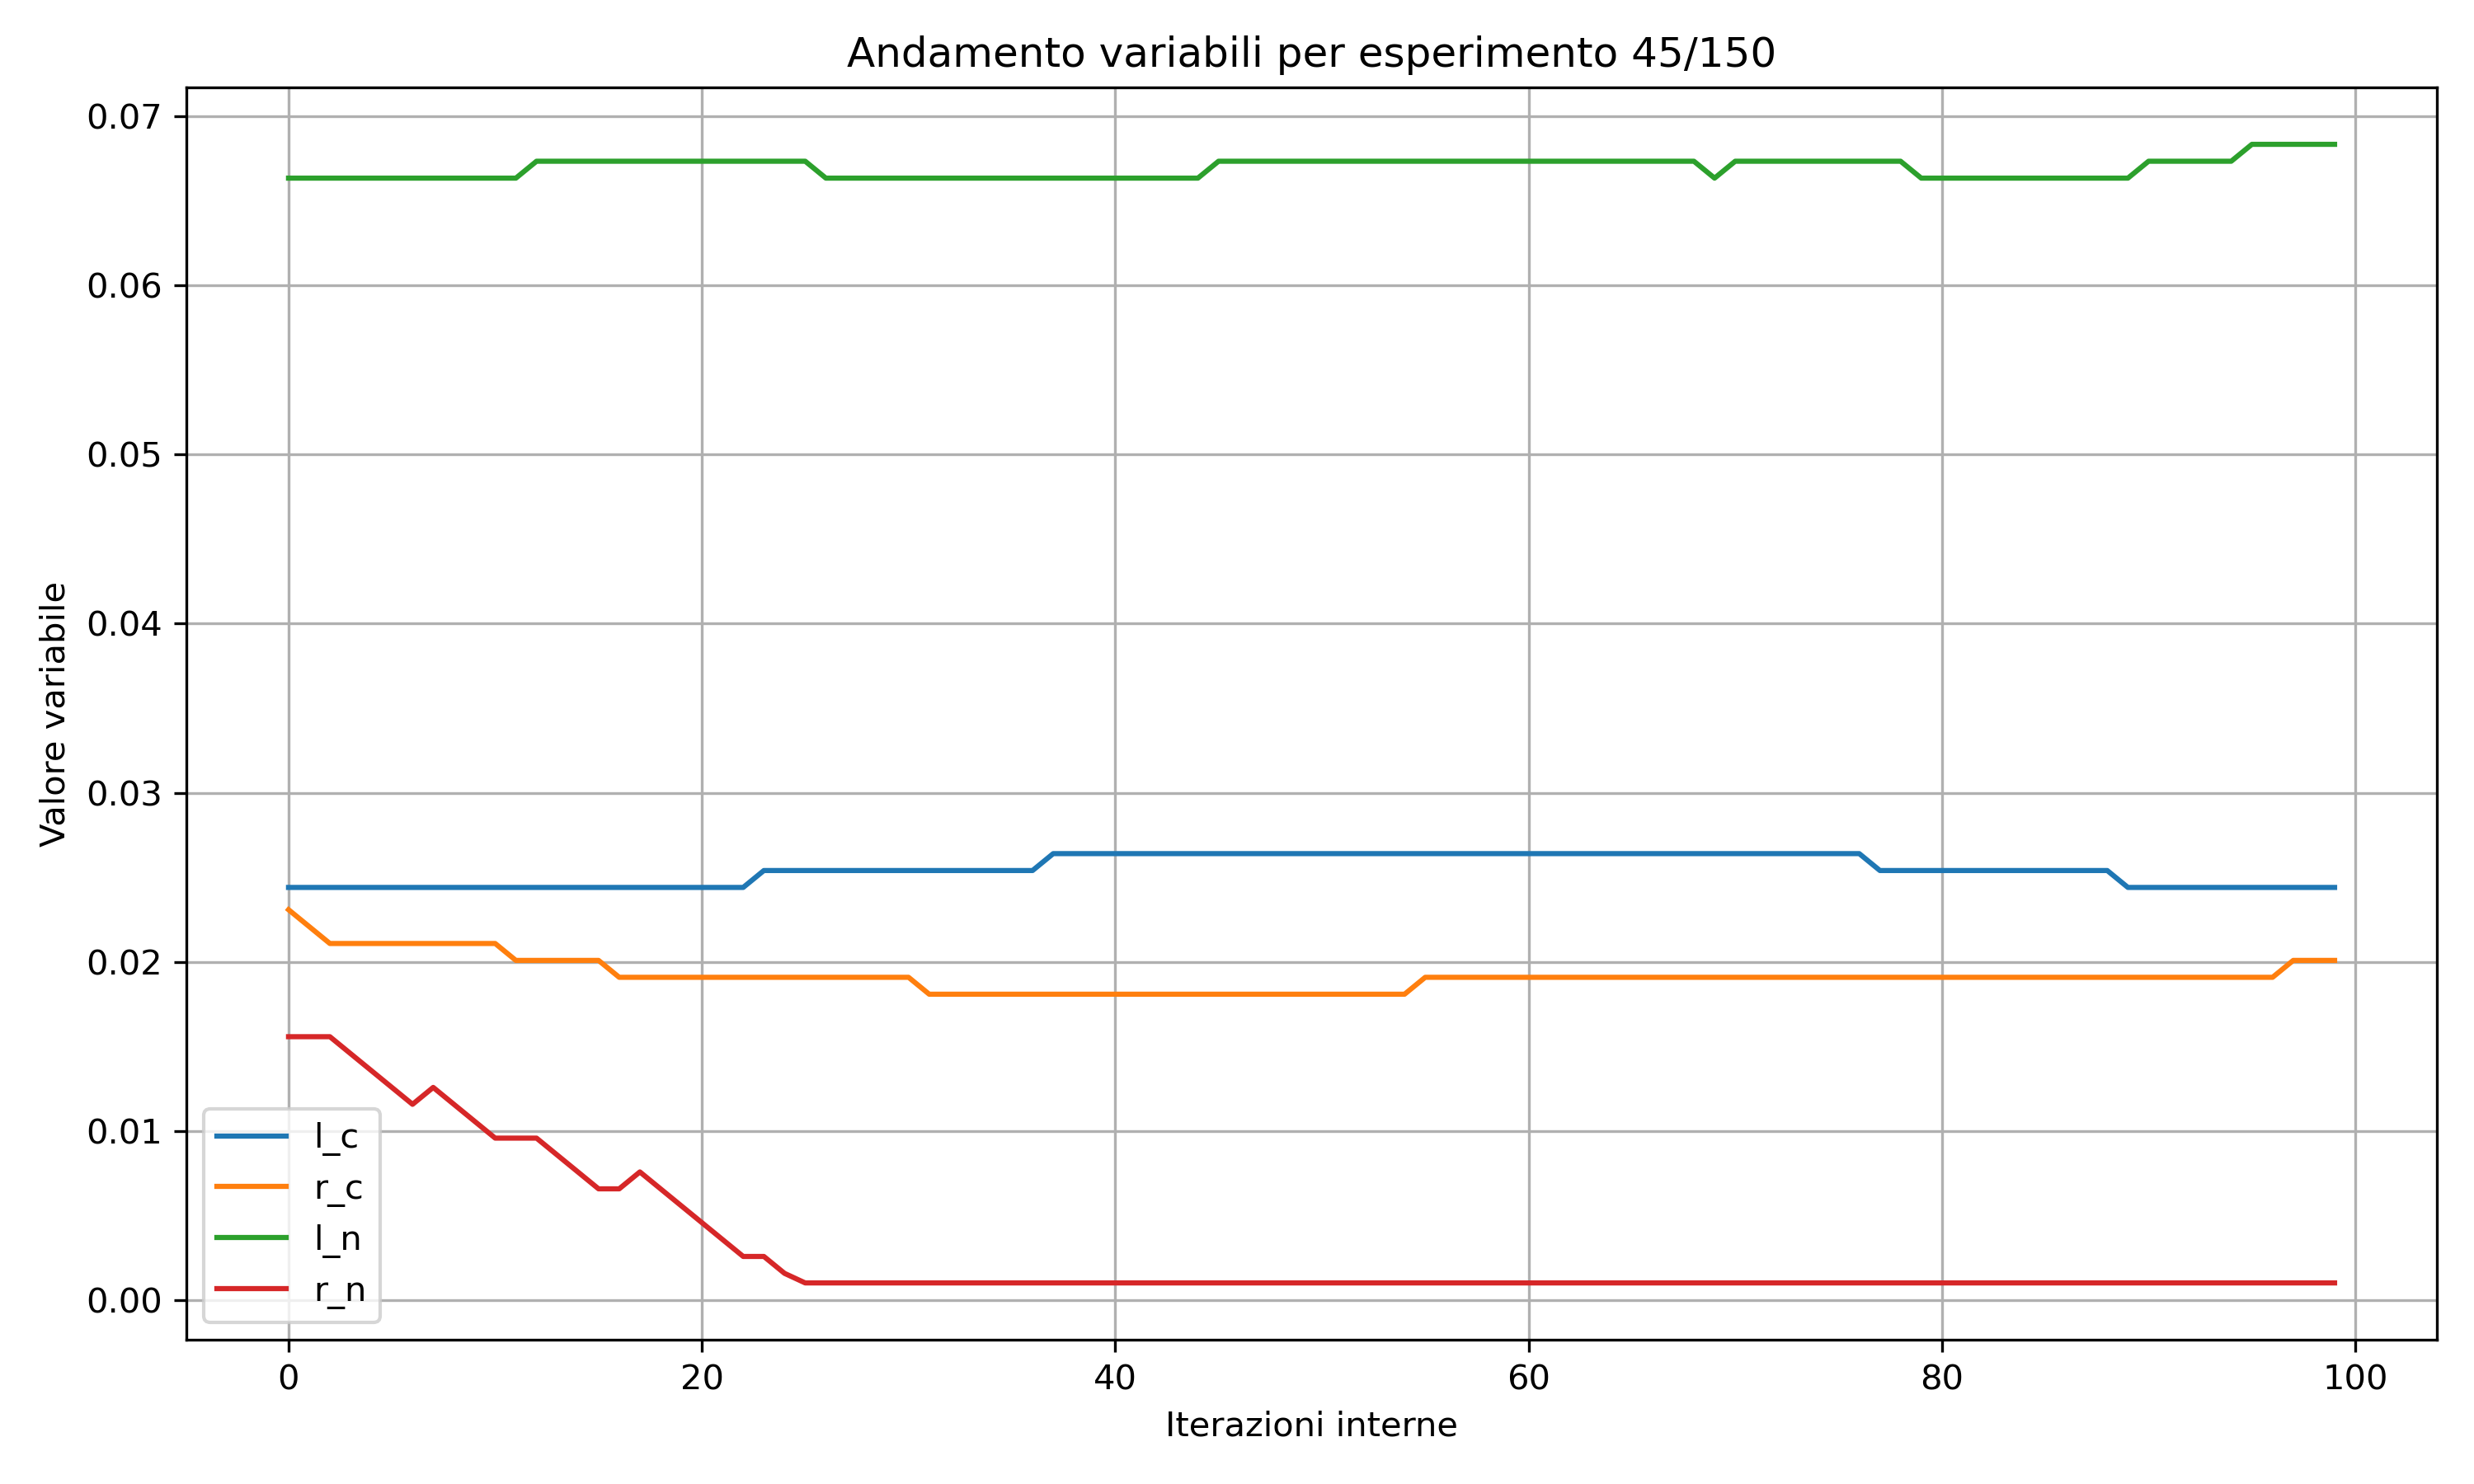 Andamento variabili per esperimento 45/150
Valore variabile
0.07
0.06
0.05
0.04
0.03
0.02
0.01
0.00
l_c
r_c
l_n
r_n
0 20 40 60 80 100
Iterazioni interne